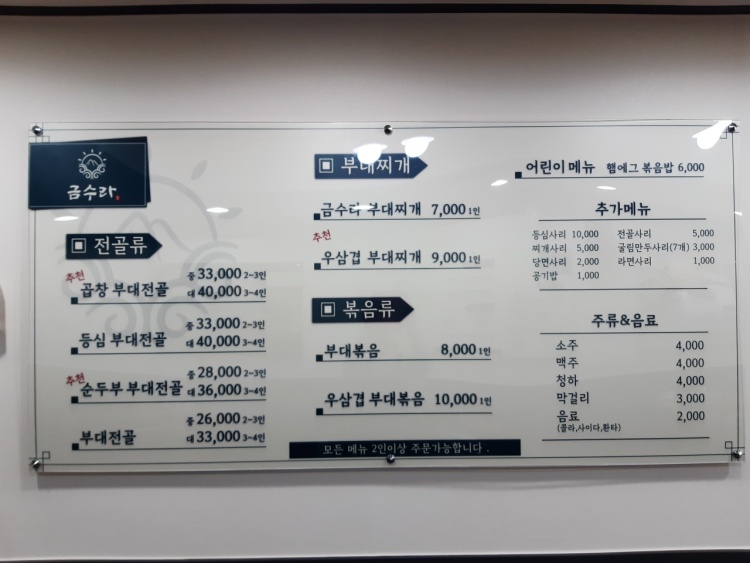 금수라
전골류
추천
곱창 부대전골 중 33,000 2~3인
대 40,000 3~4인
등심 부대전골 중 33,000 2~3인
대 40,000 3~4인
추천
순두부 부대전골 중 28,000 2~3인
대 36,000 3~4인
부대전골 중 26,000 2~3인
대 33,000 3~4인
부대찌개
금수라 부대찌개 7,000 1인
추천
우삼겹 부대찌개 9,000 1인
볶음류
부대볶음 8,000 1인
우삼겹 부대볶음 10,000 1인
모든 메뉴 2인이상 주문가능합니다.
어린이 메뉴 햄에그 볶음밥 6,000
추가메뉴
등심사리 10,000 전골사리 5,000
찌개사리 5,000 굴림만두사리(7개) 3,000
당면사리 2,000 라면사리 1,000
공기밥 1,000
주류&음료
소주 4,000
맥주 4,000
청하 4,000
막걸리 3,000
음료 2,000
(콜라,사이다,환타)